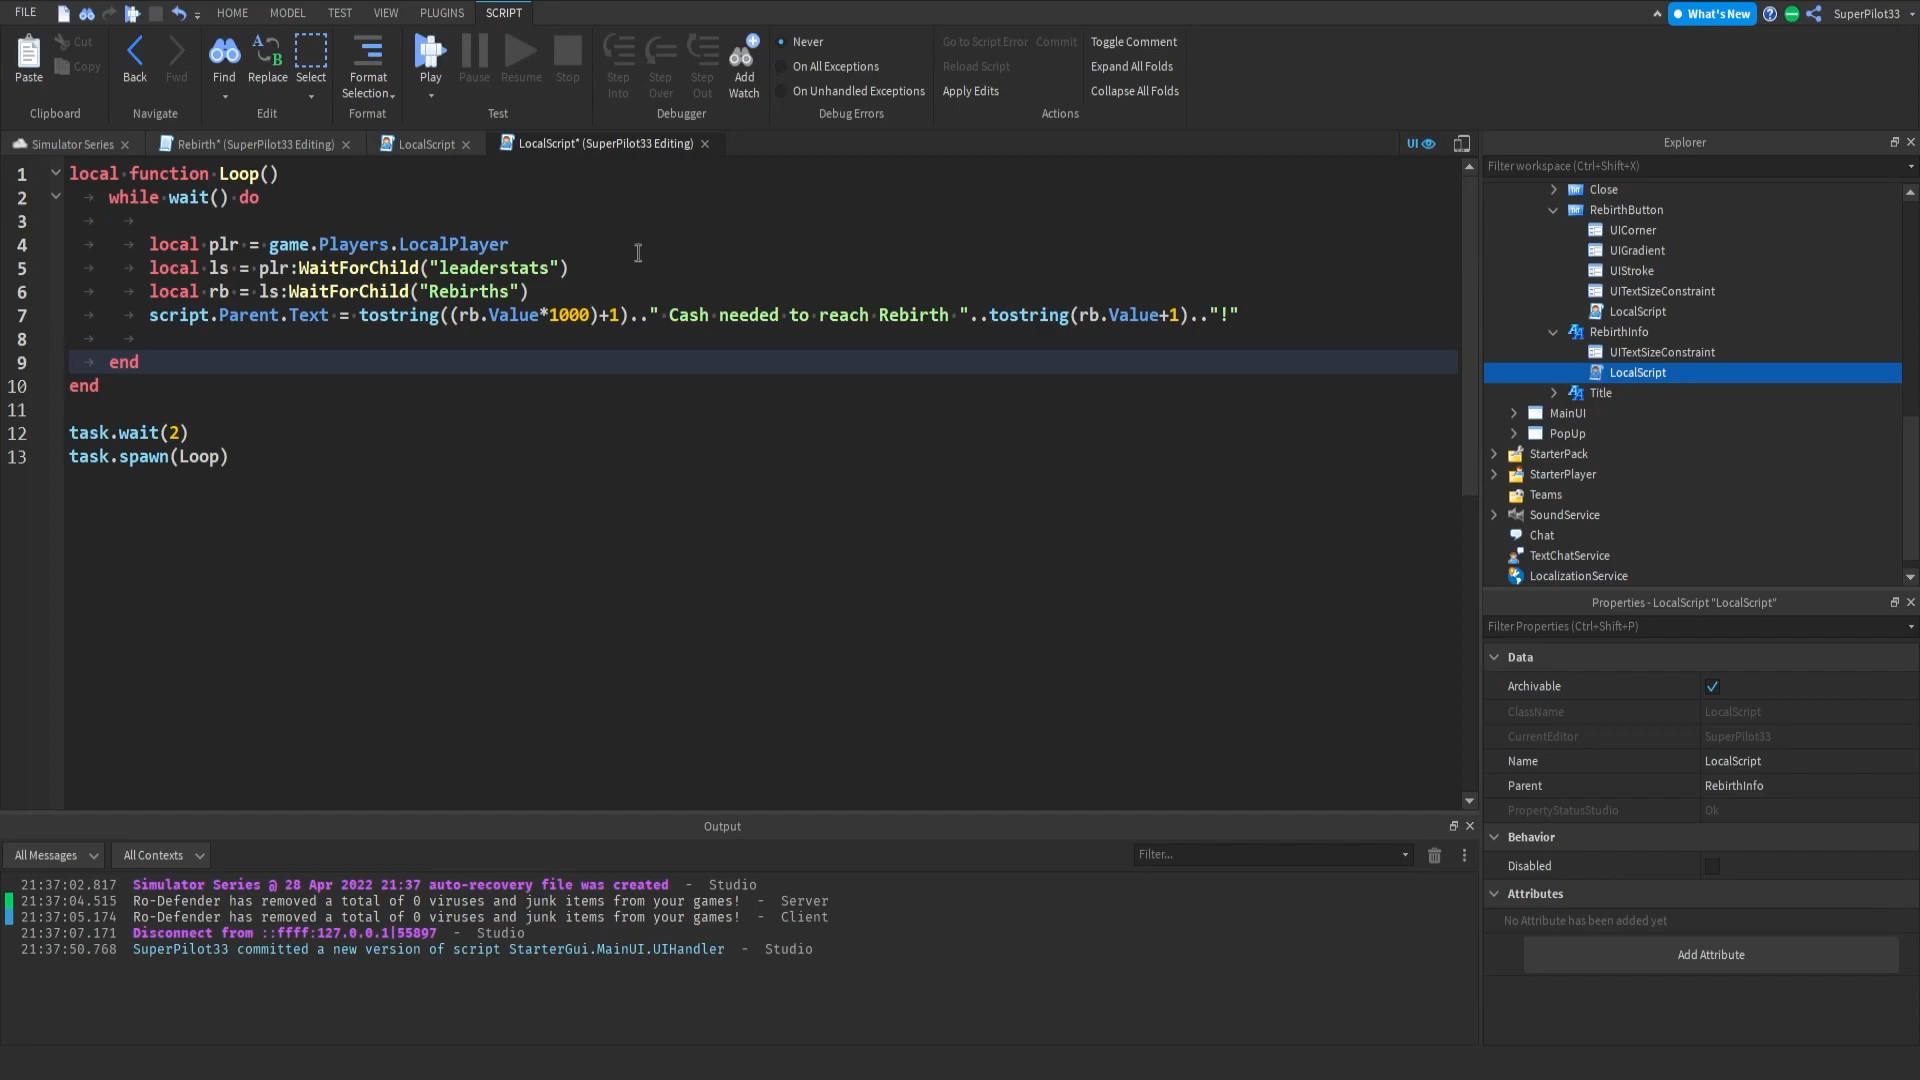 FILE HOME MODEL TEST VIEW PLUGINS SCRIPT What's New SuperPilot33
Paste Cut Copy Back Fwd Find Replace Select Format Selection Play Pause Resume Stop Step Into Step Over Step Out Add Watch
Never Go to Script Error Commit Toggle Comment
On All Exceptions Reload Script Expand All Folds
On Unhandled Exceptions Apply Edits Collapse All Folds
Clipboard Navigate Edit Format Test Debugger Debug Errors Actions
Simulator Series Rebirth* (SuperPilot33 Editing) LocalScript LocalScript* (SuperPilot33 Editing) UI
1 local function Loop()
2 while wait() do
3
4 local plr = game.Players.LocalPlayer
5 local ls = plr:WaitForChild("leaderstats")
6 local rb = ls:WaitForChild("Rebirths")
7 script.Parent.Text = tostring((rb.Value*1000)+1).." Cash needed to reach Rebirth "..tostring(rb.Value+1).."!"
8
9 end
10 end
11
12 task.wait(2)
13 task.spawn(Loop)
Explorer
Filter workspace (Ctrl+Shift+X)
Close
RebirthButton
UICorner
UIGradient
UIStroke
UITextSizeConstraint
LocalScript
RebirthInfo
UITextSizeConstraint
LocalScript
Title
MainUI
PopUp
StarterPack
StarterPlayer
Teams
SoundService
Chat
TextChatService
LocalizationService
Properties - LocalScript "LocalScript"
Filter Properties (Ctrl+Shift+P)
Data
Archivable
ClassName LocalScript
CurrentEditor SuperPilot33
Name LocalScript
Parent RebirthInfo
PropertyStatusStudio Ok
Behavior
Disabled
Attributes
No Attribute has been added yet
Add Attribute
Output
All Messages All Contexts Filter...
21:37:02.817 Simulator Series @ 28 Apr 2022 21:37 auto-recovery file was created - Studio
21:37:04.515 Ro-Defender has removed a total of 0 viruses and junk items from your games! - Server
21:37:05.174 Ro-Defender has removed a total of 0 viruses and junk items from your games! - Client
21:37:07.171 Disconnect from ::ffff:127.0.0.1|55897 - Studio
21:37:50.768 SuperPilot33 committed a new version of script StarterGui.MainUI.UIHandler - Studio